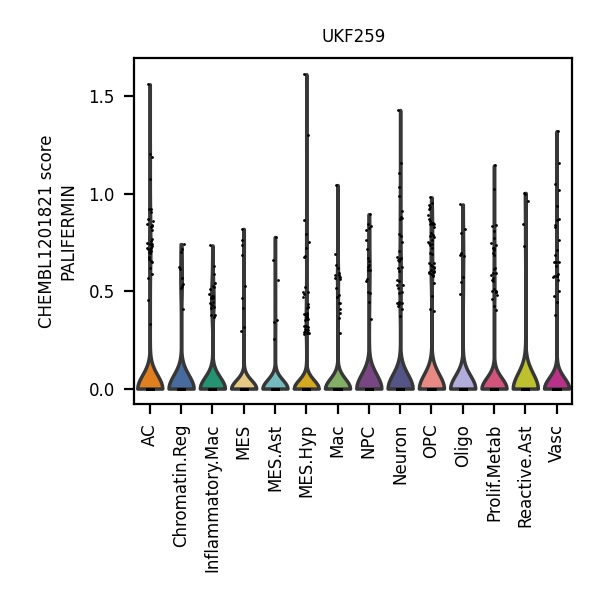 UKF259
CHEMBL1201821 score
PALIFERMIN
1.5
1.0
0.5
0.0
AC
Chromatin.Reg
Inflammatory.Mac
MES
MES.Ast
MES.Hyp
Mac
NPC
Neuron
OPC
Oligo
Prolif.Metab
Reactive.Ast
Vasc